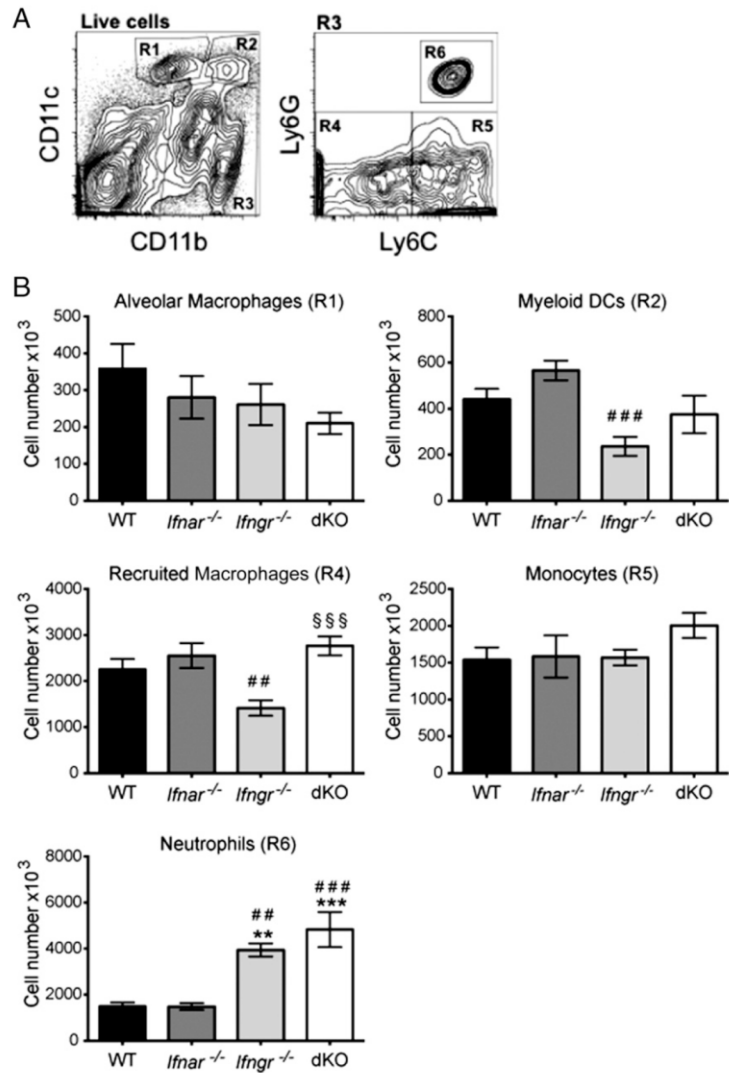 A
Live cells
R1
R2
R3
CD11c
CD11b
R3
R6
R4
R5
Ly6G
Ly6C
B
Alveolar Macrophages (R1)
Cell number x10³
500
400
300
200
100
0
WT
Ifnar -/-
Ifngr -/-
dKO
Myeloid DCs (R2)
Cell number x10³
800
600
400
200
0
###
WT
Ifnar -/-
Ifngr -/-
dKO
Recruited Macrophages (R4)
Cell number x10³
4000
3000
2000
1000
0
##
§§§
WT
Ifnar -/-
Ifngr -/-
dKO
Monocytes (R5)
Cell number x10³
2500
2000
1500
1000
500
0
WT
Ifnar -/-
Ifngr -/-
dKO
Neutrophils (R6)
Cell number x10³
8000
6000
4000
2000
0
##
**
###
***
WT
Ifnar -/-
Ifngr -/-
dKO